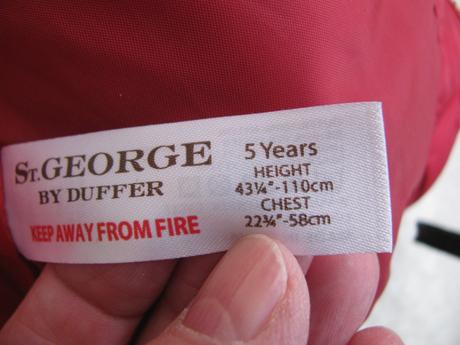 St.GEORGE
BY DUFFER
KEEP AWAY FROM FIRE
5 Years
HEIGHT
43¼"-110cm
CHEST
22¾"-58cm